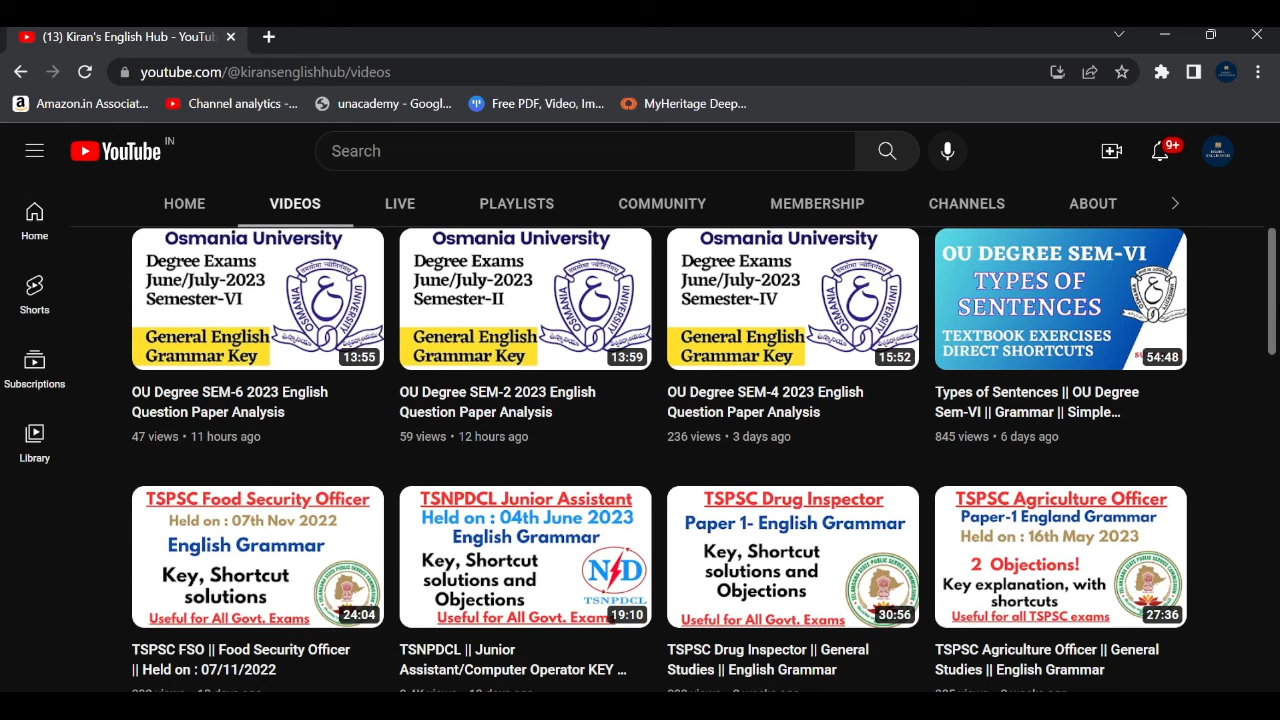 (13) Kiran's English Hub - YouTub
youtube.com/@kiransenglishhub/videos
Amazon.in Associat...
Channel analytics -...
unacademy - Googl...
Free PDF, Video, Im...
MyHeritage Deep...
YouTube IN
Search
9+
HOME
VIDEOS
LIVE
PLAYLISTS
COMMUNITY
MEMBERSHIP
CHANNELS
ABOUT
Home
Shorts
Subscriptions
Library
Osmania University
Degree Exams
June/July-2023
Semester-VI
General English
Grammar Key
13:55
OU Degree SEM-6 2023 English
Question Paper Analysis
47 views • 11 hours ago
Osmania University
Degree Exams
June/July-2023
Semester-II
General English
Grammar Key
13:59
OU Degree SEM-2 2023 English
Question Paper Analysis
59 views • 12 hours ago
Osmania University
Degree Exams
June/July-2023
Semester-IV
General English
Grammar Key
15:52
OU Degree SEM-4 2023 English
Question Paper Analysis
236 views • 3 days ago
OU DEGREE SEM-VI
TYPES OF
SENTENCES
TEXTBOOK EXERCISES
DIRECT SHORTCUTS
54:48
Types of Sentences || OU Degree
Sem-VI || Grammar || Simple...
845 views • 6 days ago
TSPSC Food Security Officer
Held on : 07th Nov 2022
English Grammar
Key, Shortcut
solutions
Useful for All Govt. Exams
24:04
TSPSC FSO || Food Security Officer
|| Held on : 07/11/2022
TSNPDCL Junior Assistant
Held on : 04th June 2023
English Grammar
Key, Shortcut
solutions and
Objections
TSNPDCL
Useful for All Govt. Exam
19:10
TSNPDCL || Junior
Assistant/Computer Operator KEY ...
TSPSC Drug Inspector
Paper 1- English Grammar
Key, Shortcut
solutions and
Objections
Useful for All Govt. Exams
30:56
TSPSC Drug Inspector || General
Studies || English Grammar
TSPSC Agriculture Officer
Paper-1 England Grammar
Held on : 16th May 2023
2 Objections!
Key explanation, with
shortcuts
Useful for all TSPSC exams
27:36
TSPSC Agriculture Officer || General
Studies || English Grammar